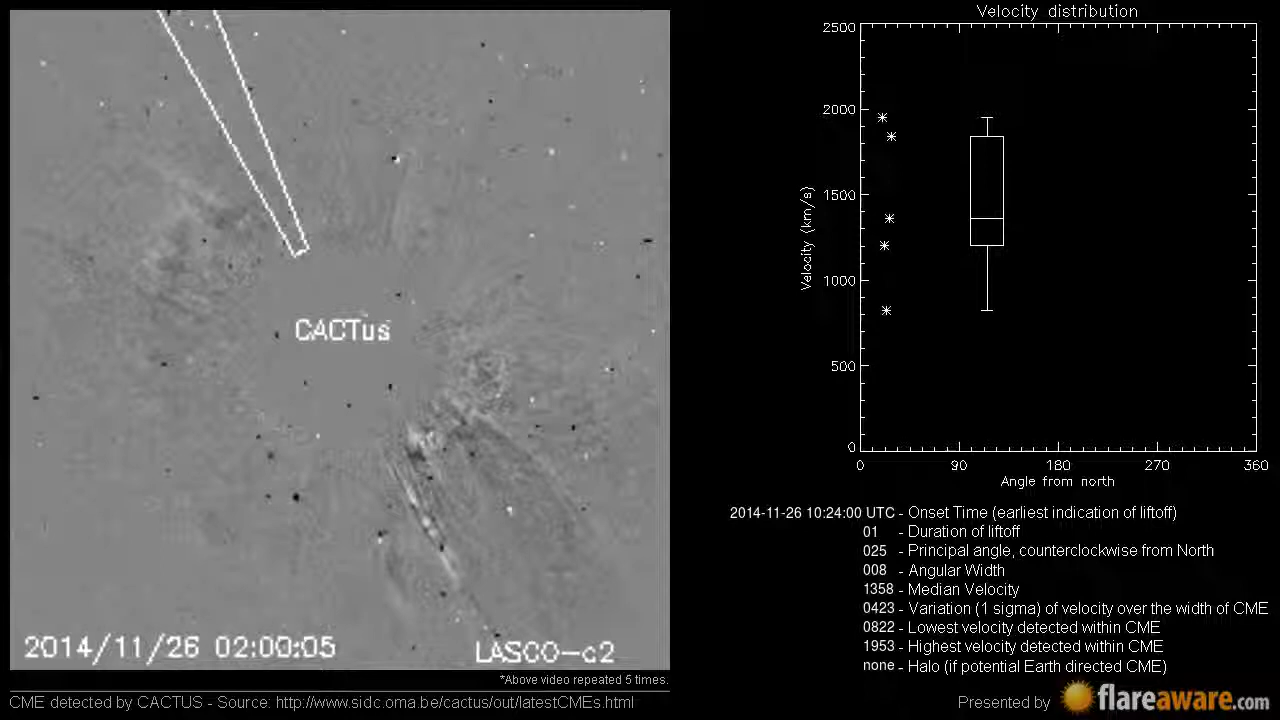 CACTus
2014/11/26 02:00:05
LASCO-c2
*Above video repeated 5 times.
CME detected by CACTUS - Source: http://www.sidc.oma.be/cactus/out/latestCMEs.html
Velocity distribution
2500
2000
1500
1000
500
0
Velocity (km/s)
0 90 180 270 360
Angle from north
2014-11-26 10:24:00 UTC - Onset Time (earliest indication of liftoff)
01 - Duration of liftoff
025 - Principal angle, counterclockwise from North
008 - Angular Width
1358 - Median Velocity
0423 - Variation (1 sigma) of velocity over the width of CME
0822 - Lowest velocity detected within CME
1953 - Highest velocity detected within CME
none - Halo (if potential Earth directed CME)
Presented by flareaware.com